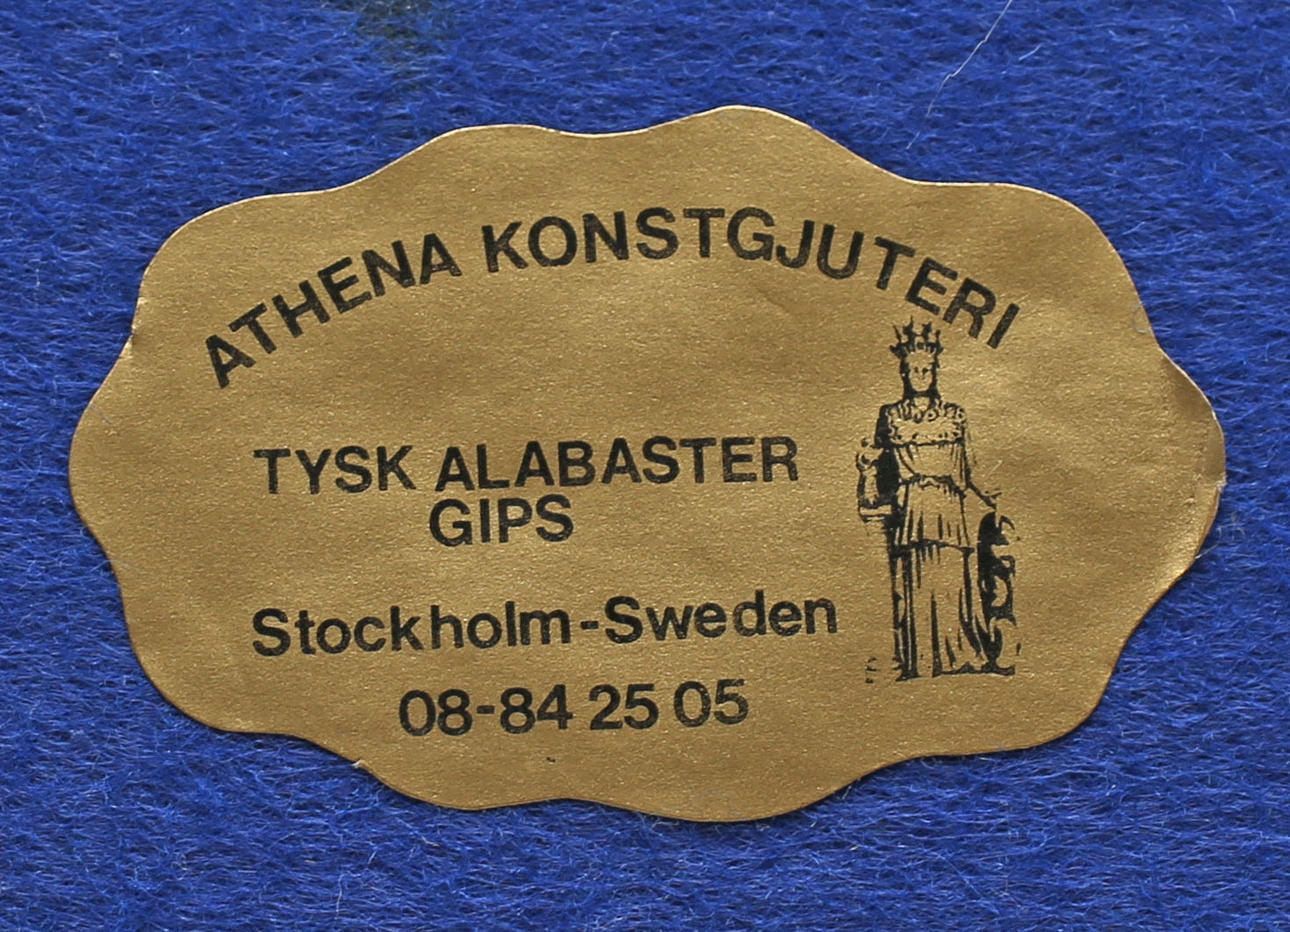 ATHENA KONSTGJUTERI
TYSK ALABASTER
GIPS
Stockholm-Sweden
08-84 25 05